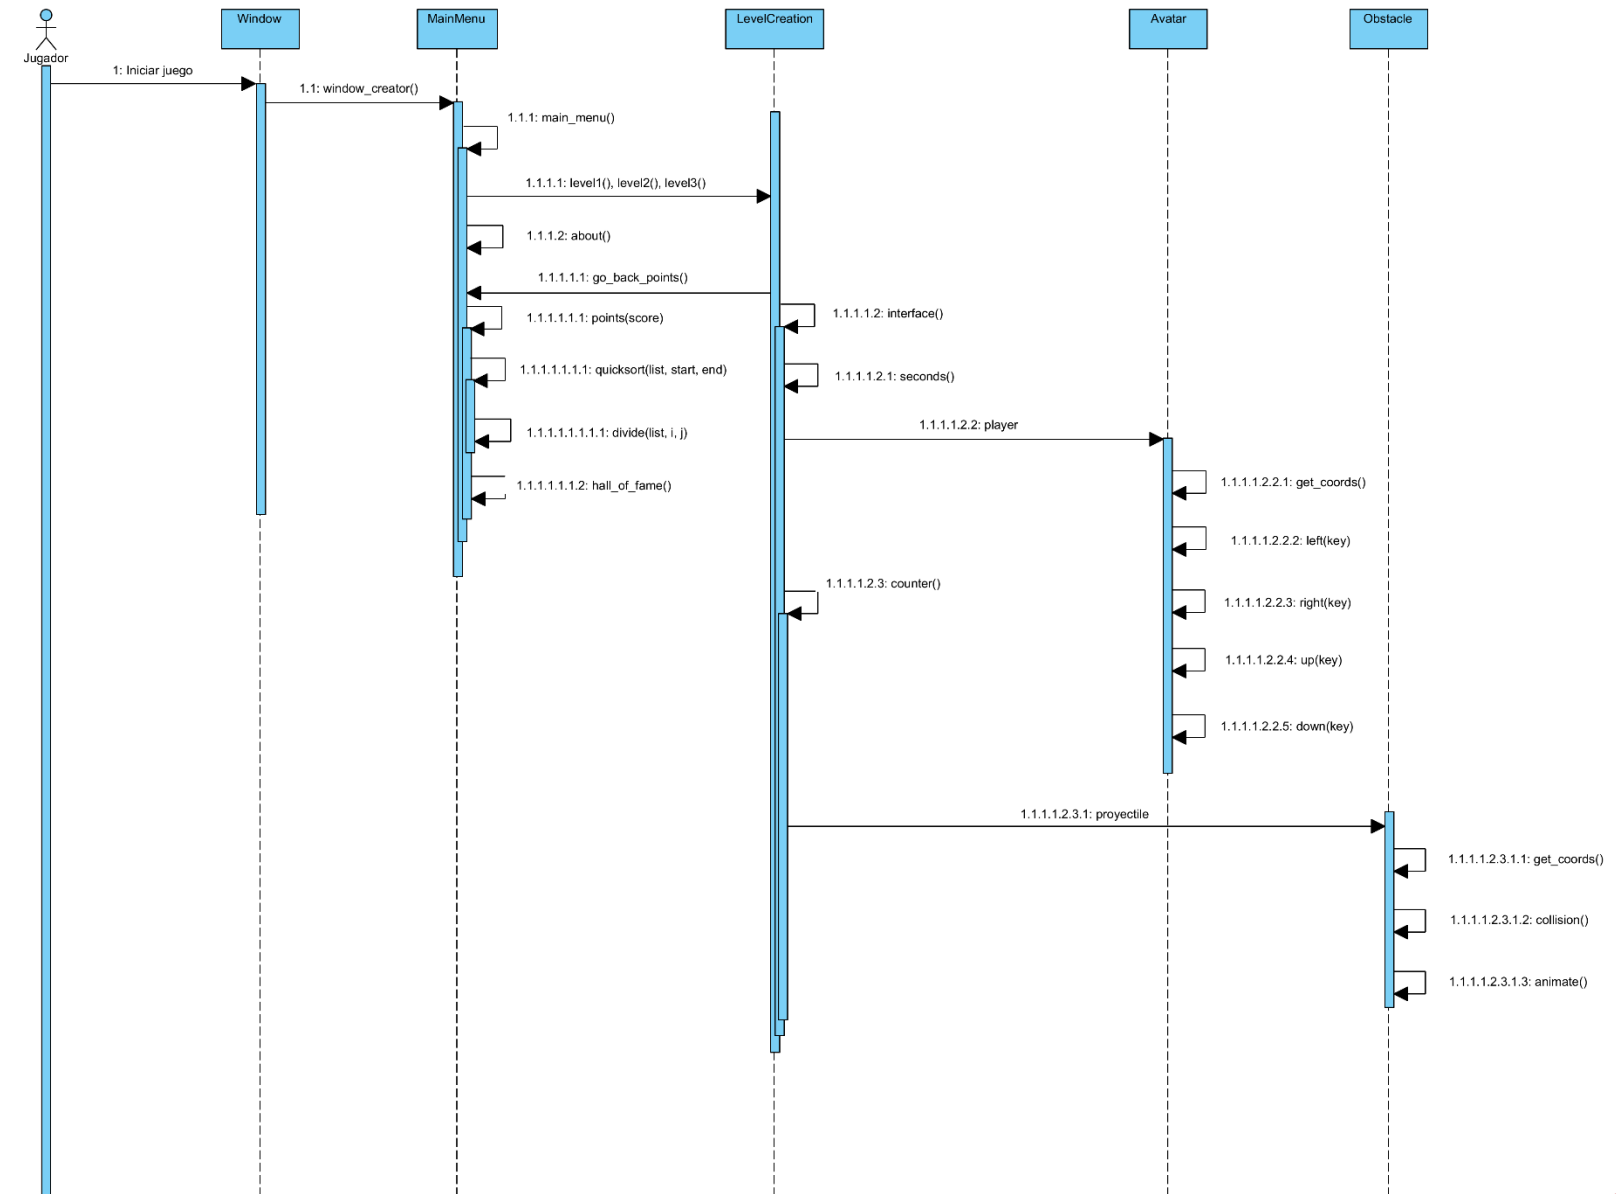 Window
MainMenu
LevelCreation
Avatar
Obstacle
Jugador
1: Iniciar juego
1.1: window_creator()
1.1.1: main_menu()
1.1.1.1: level1(), level2(), level3()
1.1.1.2: about()
1.1.1.1.1: go_back_points()
1.1.1.1.1.1: points(score)
1.1.1.1.2: interface()
1.1.1.1.1.1.1: quicksort(list, start, end)
1.1.1.1.2.1: seconds()
1.1.1.1.1.1.1.1: divide(list, i, j)
1.1.1.1.2.2: player
1.1.1.1.1.1.2: hall_of_fame()
1.1.1.1.2.2.1: get_coords()
1.1.1.1.2.2.2: left(key)
1.1.1.1.2.3: counter()
1.1.1.1.2.2.3: right(key)
1.1.1.1.2.2.4: up(key)
1.1.1.1.2.2.5: down(key)
1.1.1.1.2.3.1: proyectile
1.1.1.1.2.3.1.1: get_coords()
1.1.1.1.2.3.1.2: collision()
1.1.1.1.2.3.1.3: animate()